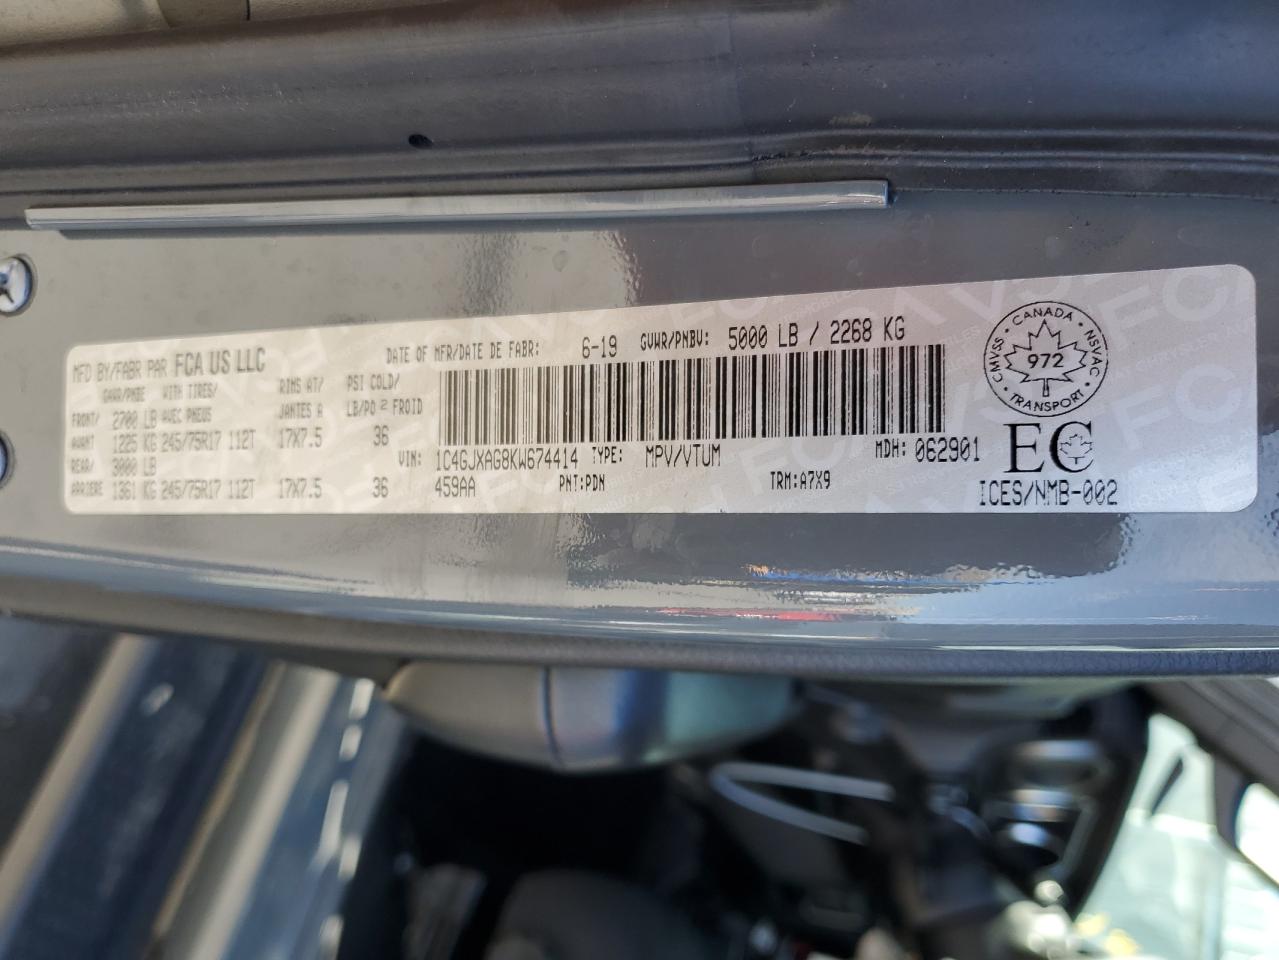 MFD BY/FABR PAR FCA US LLC DATE OF MFR/DATE DE FABR: 6-19 GVWR/PNBV: 5000 LB / 2268 KG
GAWR/PNBE WITH TIRES/ RIMS AT/ PSI COLD/
FRONT/ 2700 LB AVEC PNEUS JANTES A LB/PO 2 FROID
AVANT 1225 KG 245/75R17 112T 17X7.5 36 VIN: 1C4GJXAG8KW674414 TYPE: MPV/VTUM MDH: 062901
REAR/ 3000 LB
ARRIERE 1361 KG 245/75R17 112T 17X7.5 36 459AA PNT:PDN TRM:A7X9
CANADA
CMVSS 972 NSVAC
TRANSPORT
EC
ICES/NMB-002